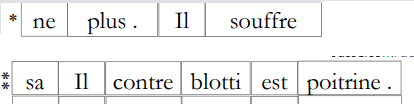 * ne plus . Il souffre
** sa Il contre blotti est poitrine .